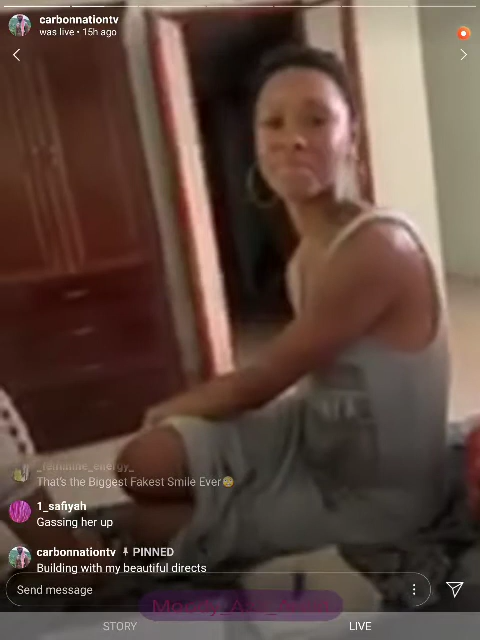 carbonnationtv
was live • 15h ago
_feminine_energy_
That's the Biggest Fakest Smile Ever😩
1_safiyah
Gassing her up
carbonnationtv PINNED
Building with my beautiful directs
Send message
STORY
LIVE